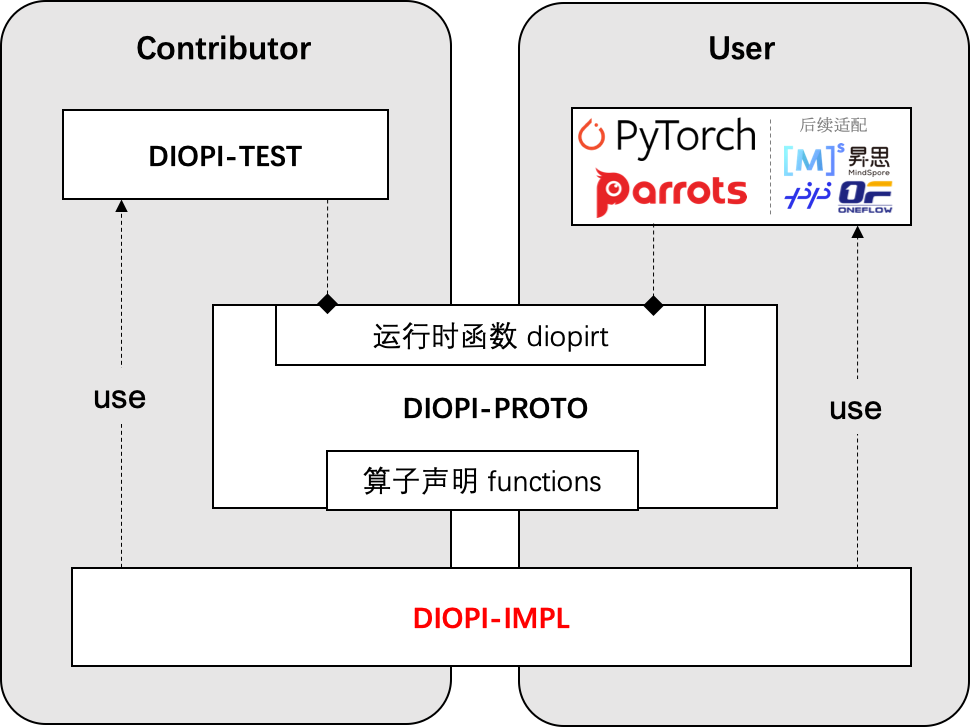 Contributor
User
DIOPI-TEST
PyTorch
Parrots
后续适配
[M]s 昇思
MindSpore
OF
ONEFLOW
运行时函数 diopirt
use
DIOPI-PROTO
use
算子声明 functions
DIOPI-IMPL